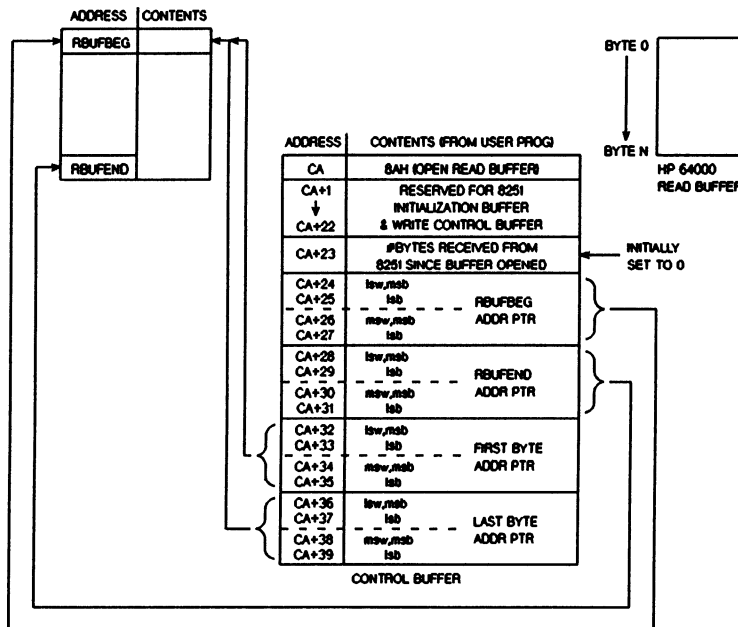 ADDRESS CONTENTS
RBUFBEG
RBUFEND
BYTE 0
BYTE N
HP 64000
READ BUFFER
ADDRESS CONTENTS (FROM USER PROG)
CA 8AH (OPEN READ BUFFER)
CA+1 RESERVED FOR 8251
INITIALIZATION BUFFER
CA+22 & WRITE CONTROL BUFFER
CA+23 #BYTES RECEIVED FROM
8251 SINCE BUFFER OPENED
INITIALLY
SET TO 0
CA+24 lsw,msb
CA+25 lsb RBUFBEG
CA+26 msw,msb ADDR PTR
CA+27 lsb
CA+28 lsw,msb
CA+29 lsb RBUFEND
CA+30 msw,msb ADDR PTR
CA+31 lsb
CA+32 lsw,msb
CA+33 lsb FIRST BYTE
CA+34 msw,msb ADDR PTR
CA+35 lsb
CA+36 lsw,msb
CA+37 lsb LAST BYTE
CA+38 msw,msb ADDR PTR
CA+39 lsb
CONTROL BUFFER